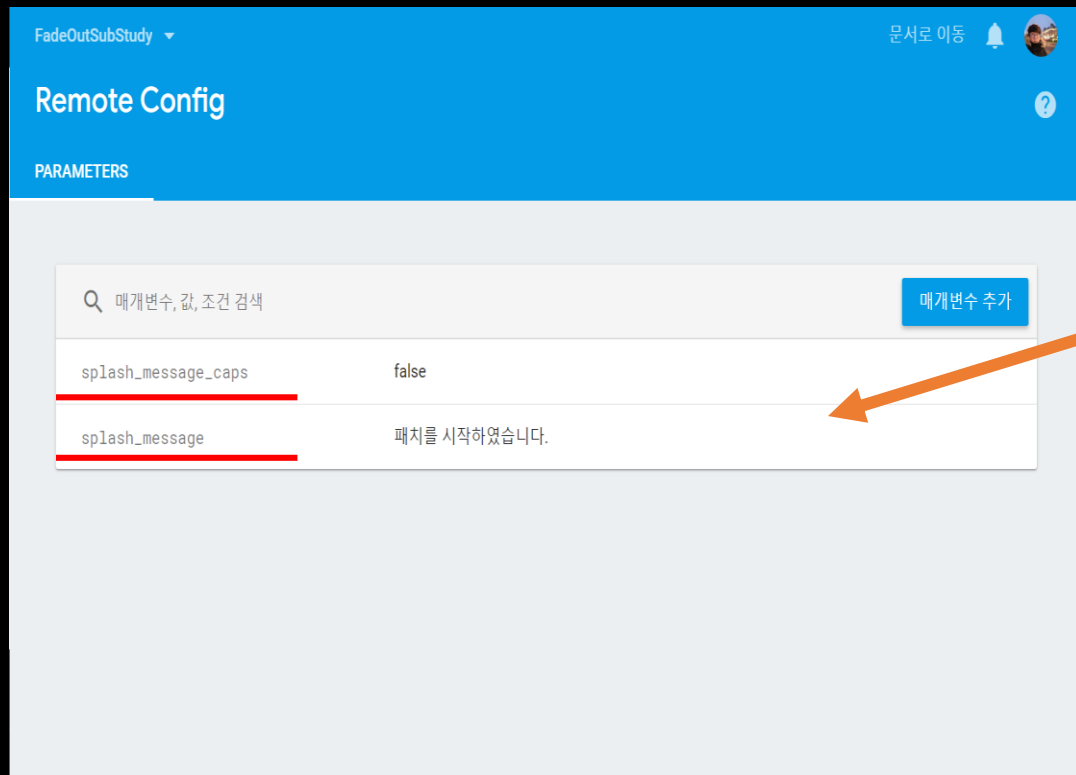 FadeOutSubStudy
문서로 이동
Remote Config
?
PARAMETERS
매개변수, 값, 조건 검색
매개변수 추가
splash_message_caps false
splash_message 패치를 시작하였습니다.